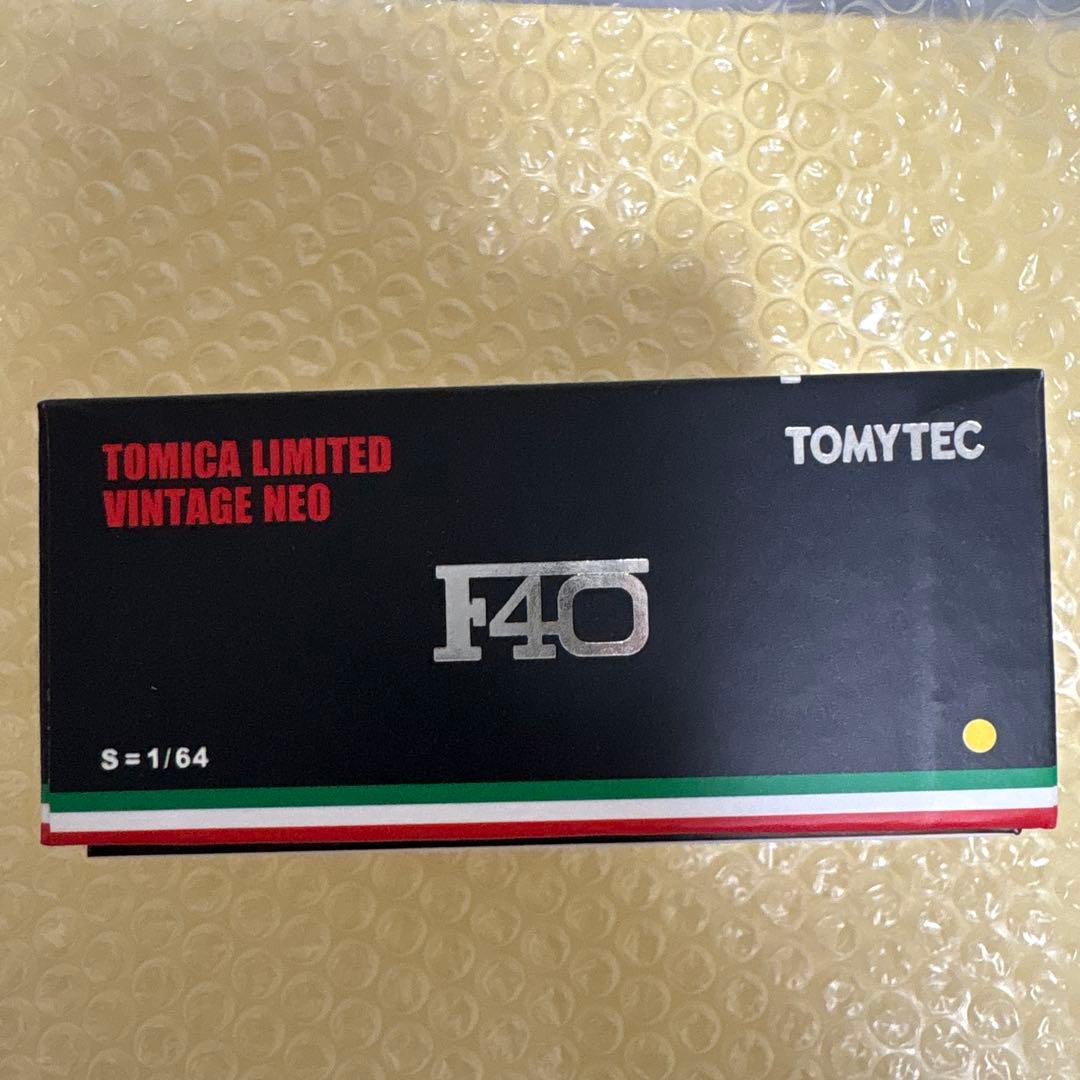 TOMICA LIMITED
VINTAGE NEO
TOMYTEC
F40
S=1/64